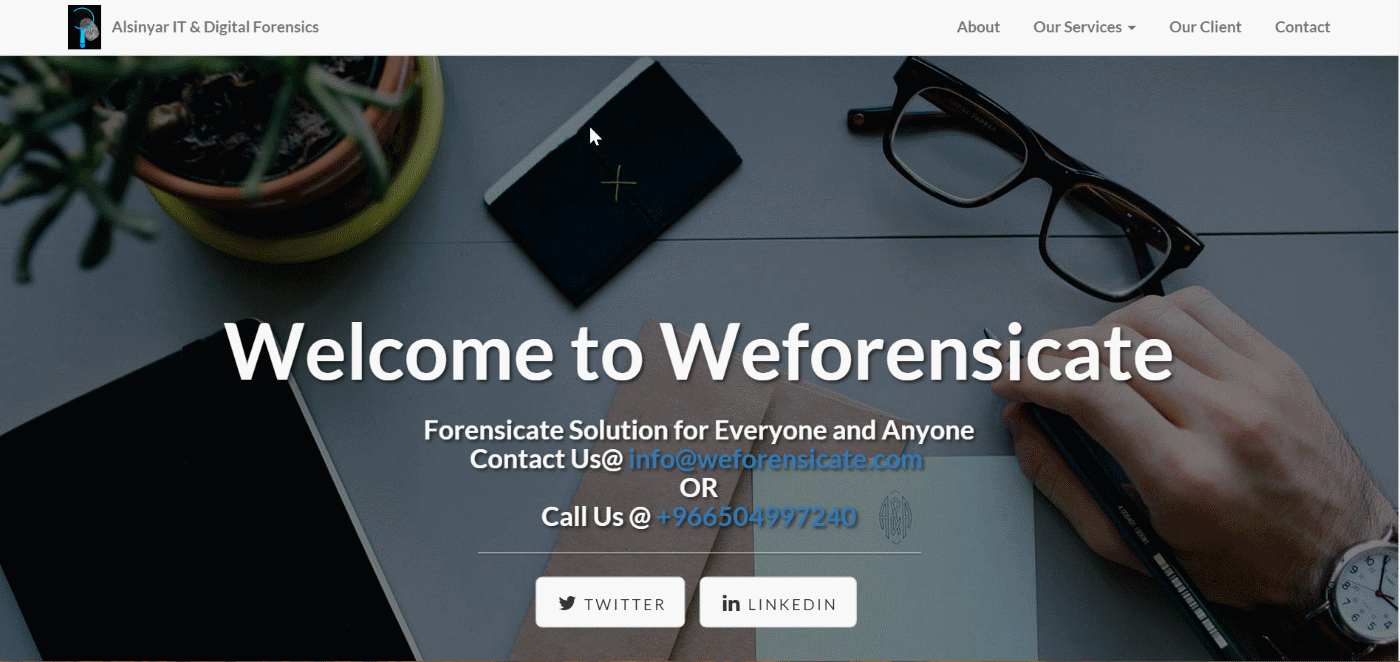 Alsinyar IT & Digital Forensics
About
Our Services
Our Client
Contact
Welcome to Weforensicate
Forensicate Solution for Everyone and Anyone
Contact Us@ info@weforensicate.com
OR
Call Us @ +966504997240
TWITTER
LINKEDIN